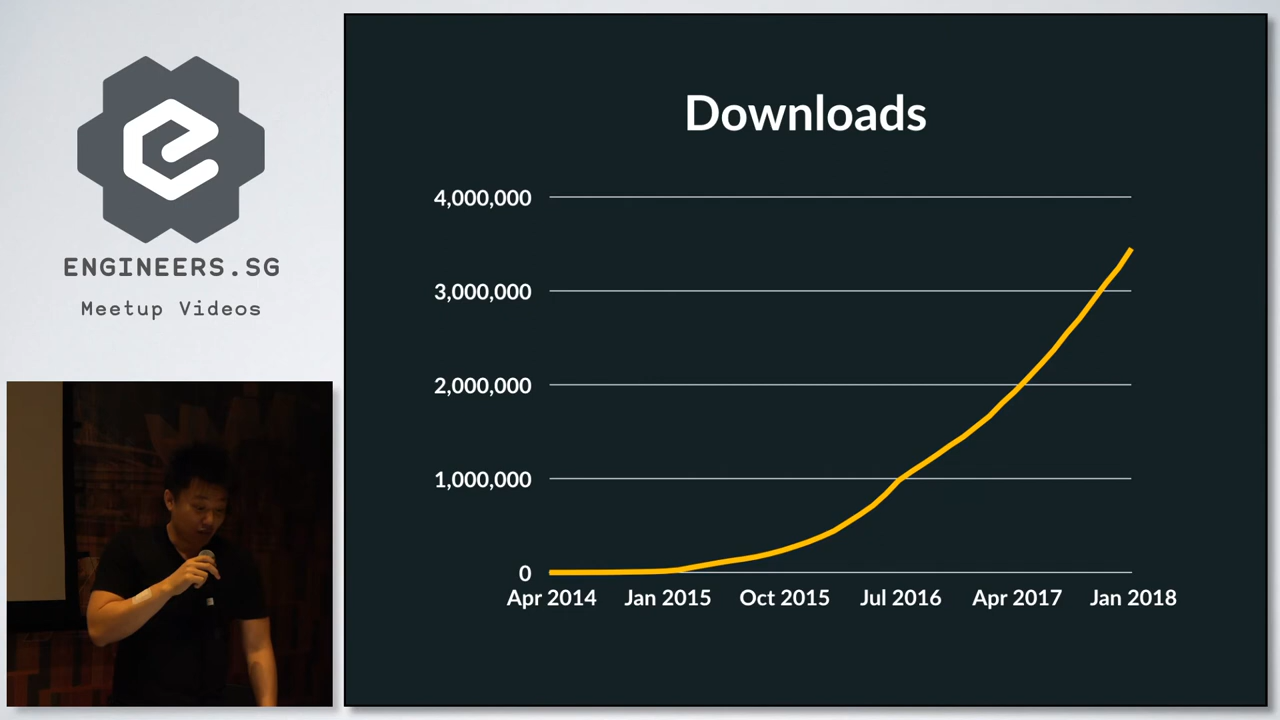 ENGINEERS.SG
Meetup Videos
Downloads
4,000,000
3,000,000
2,000,000
1,000,000
0
Apr 2014 Jan 2015 Oct 2015 Jul 2016 Apr 2017 Jan 2018